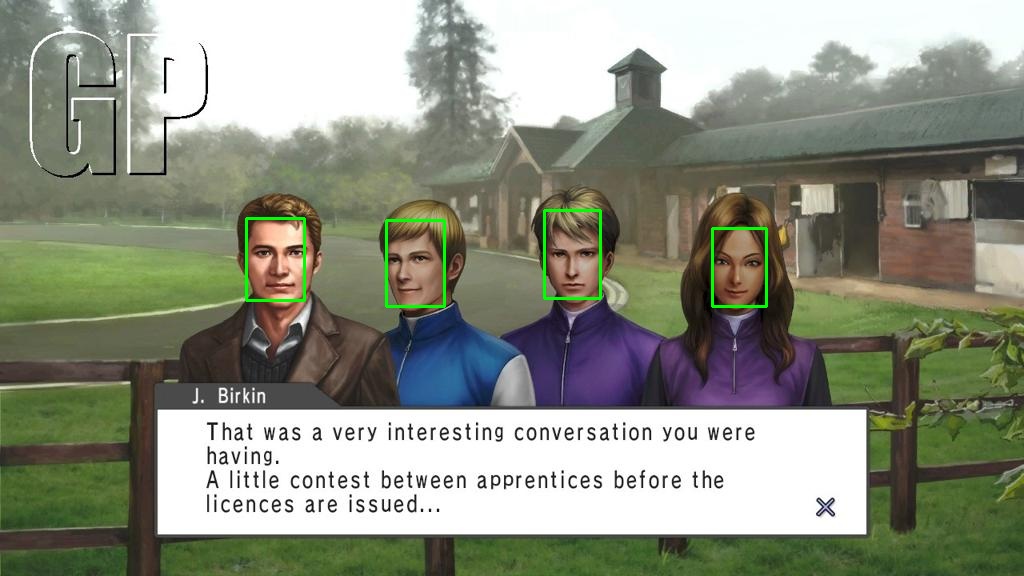 GP
J. Birkin
That was a very interesting conversation you were
having.
A little contest between apprentices before the
licences are issued...